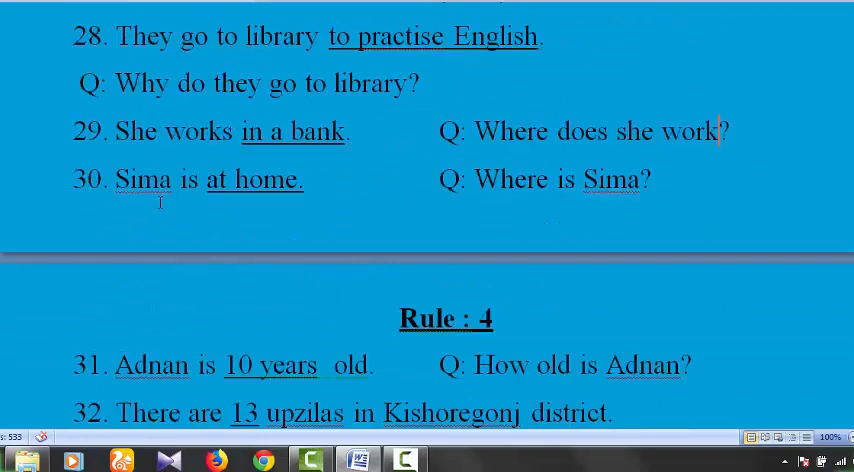 28. They go to library to practise English.
Q: Why do they go to library?
29. She works in a bank. Q: Where does she work?
30. Sima is at home. Q: Where is Sima?
Rule : 4
31. Adnan is 10 years old. Q: How old is Adnan?
32. There are 13 upzilas in Kishoregonj district.
s: 533 100%